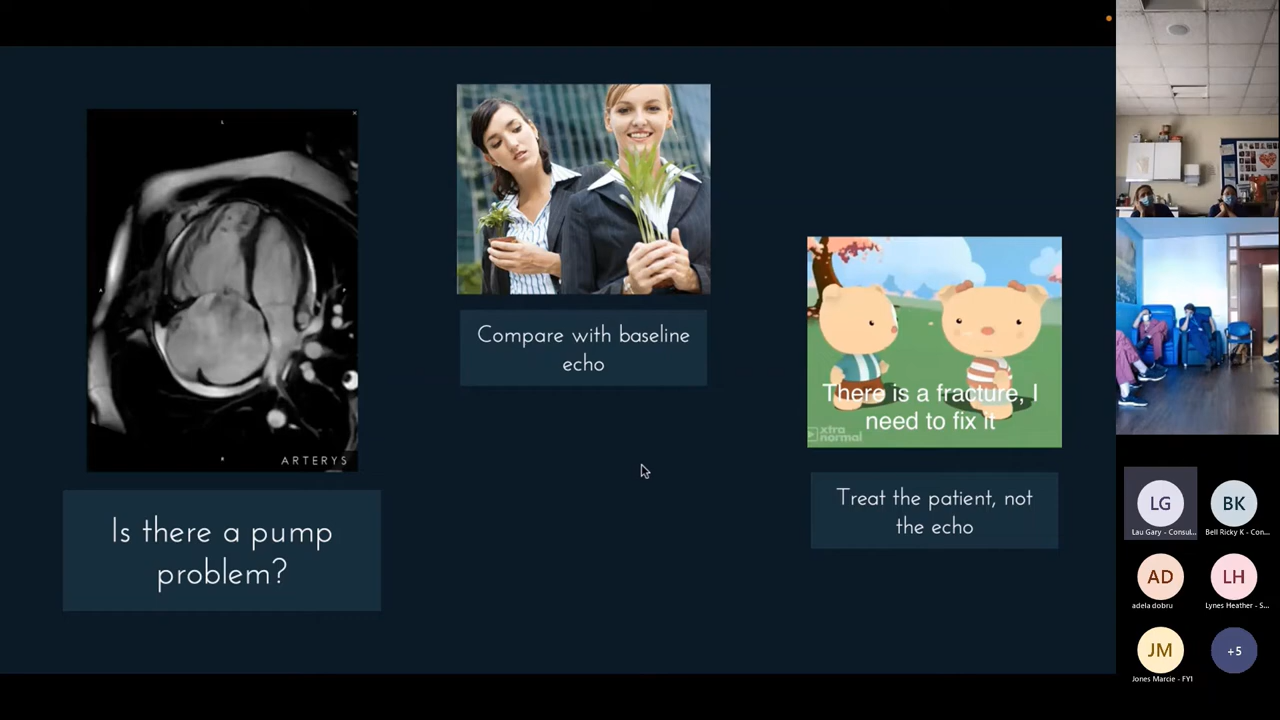 ARTERYS
Is there a pump
problem?
Compare with baseline
echo
There is a fracture, I
need to fix it
xtra
normal
Treat the patient, not
the echo
LG
Lau Gary - Consul...
BK
Bell Ricky K - Con...
AD
adela dobru
LH
Lynes Heather - S...
JM
Jones Marcie - FY1
+5